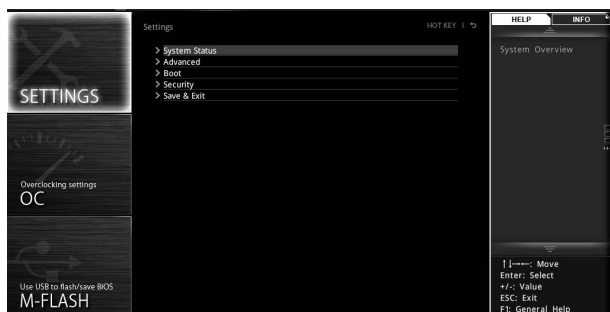 SETTINGS
Overclocking settings
OC
Use USB to flash/save BIOS
M-FLASH
Settings
HOT KEY |
> System Status
> Advanced
> Boot
> Security
> Save & Exit
HELP
INFO
System Overview
↑↓→←: Move
Enter: Select
+/-: Value
ESC: Exit
F1: General Help